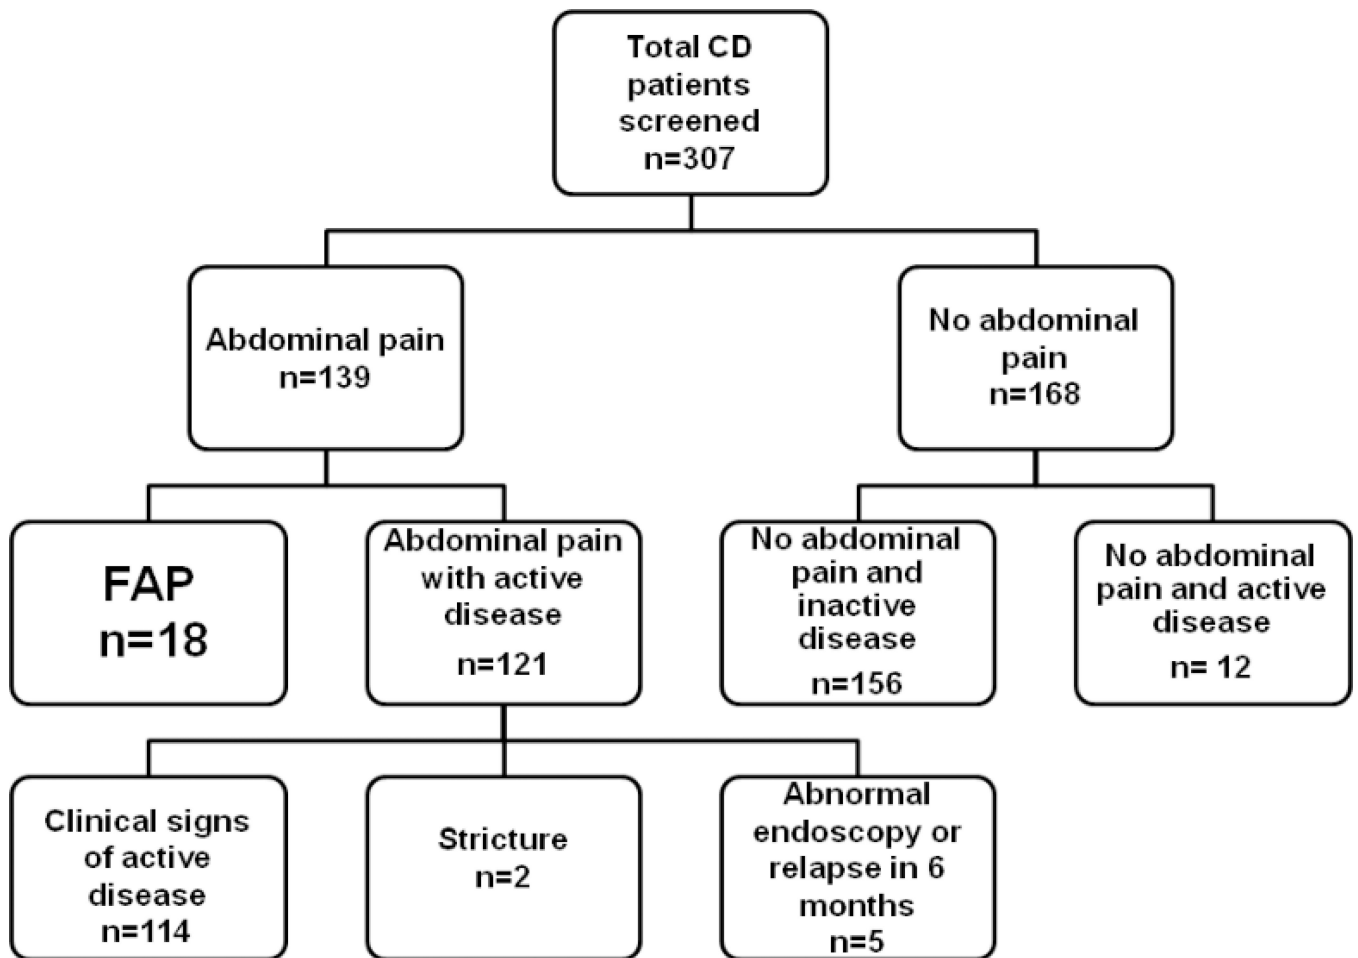 Total CD
patients
screened
n=307
Abdominal pain
n=139
No abdominal
pain
n=168
FAP
n=18
Abdominal pain
with active
disease
n=121
No abdominal
pain and
inactive
disease
n=156
No abdominal
pain and active
disease
n= 12
Clinical signs
of active
disease
n=114
Stricture
n=2
Abnormal
endoscopy or
relapse in 6
months
n=5